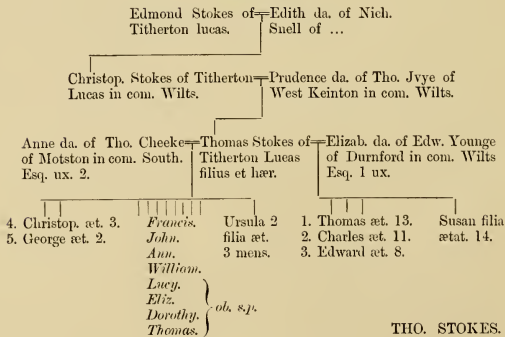 Edmond Stokes of Edith da. of Nich.
Titherton lucas. Snell of ...
Christop. Stokes of Titherton Prudence da. of Tho. Jvye of
Lucas in com. Wilts. West Keinton in com. Wilts.
Anne da. of Tho. Cheeke Thomas Stokes of Elizab. da. of Edw. Younge
of Motston in com. South. Titherton Lucas of Durnford in com. Wilts
Esq. ux. 2. filius et hær. Esq. 1 ux.
4. Christop. æt. 3. Francis. Ursula 2 1. Thomas æt. 13. Susan filia
5. George æt. 2. John. filia æt. 2. Charles æt. 11. ætat. 14.
Ann. 3 mens. 3. Edward æt. 8.
William.
Lucy.
Eliz.
ob. s.p.
Dorothy.
Thomas.
THO. STOKES.